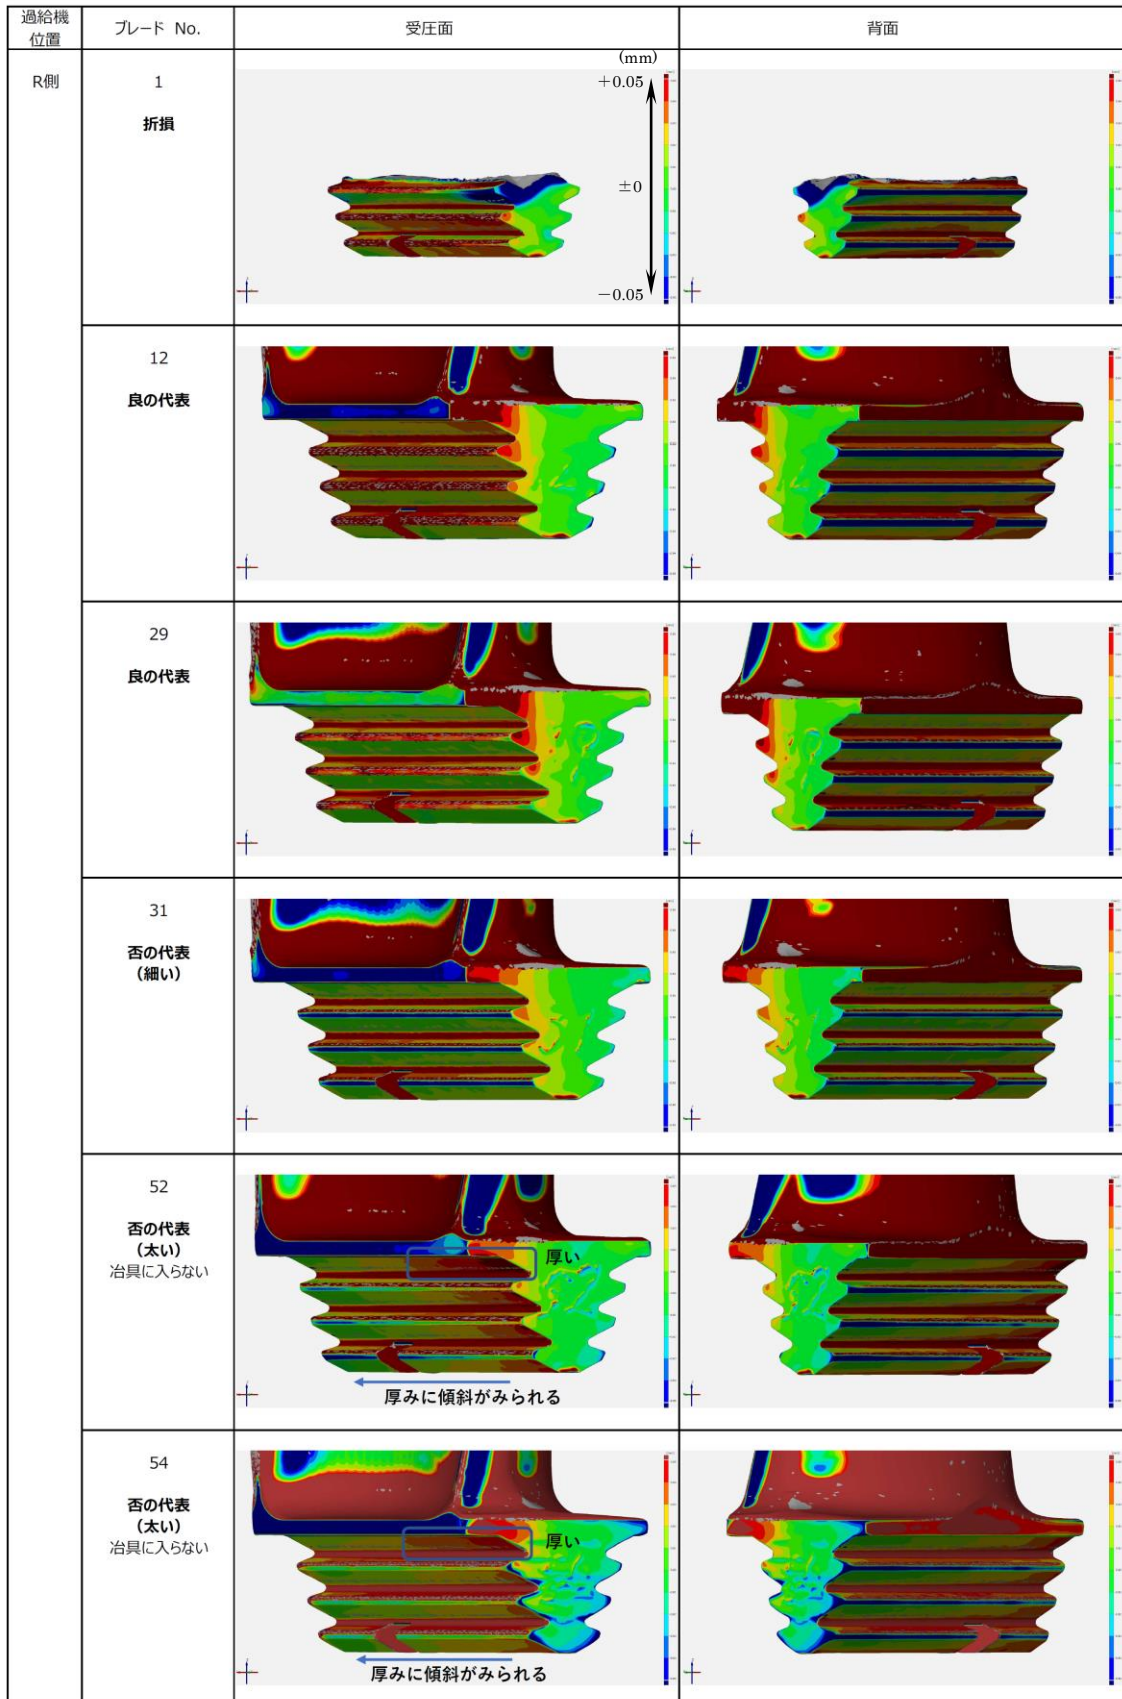 過給機
位置
ブレード No.
受圧面
背面
R側
1
折損
(mm)
+0.05
±0
−0.05
12
良の代表
29
良の代表
31
否の代表
(細い)
52
否の代表
(太い)
冶具に入らない
厚い
厚みに傾斜がみられる
54
否の代表
(太い)
冶具に入らない
厚い
厚みに傾斜がみられる